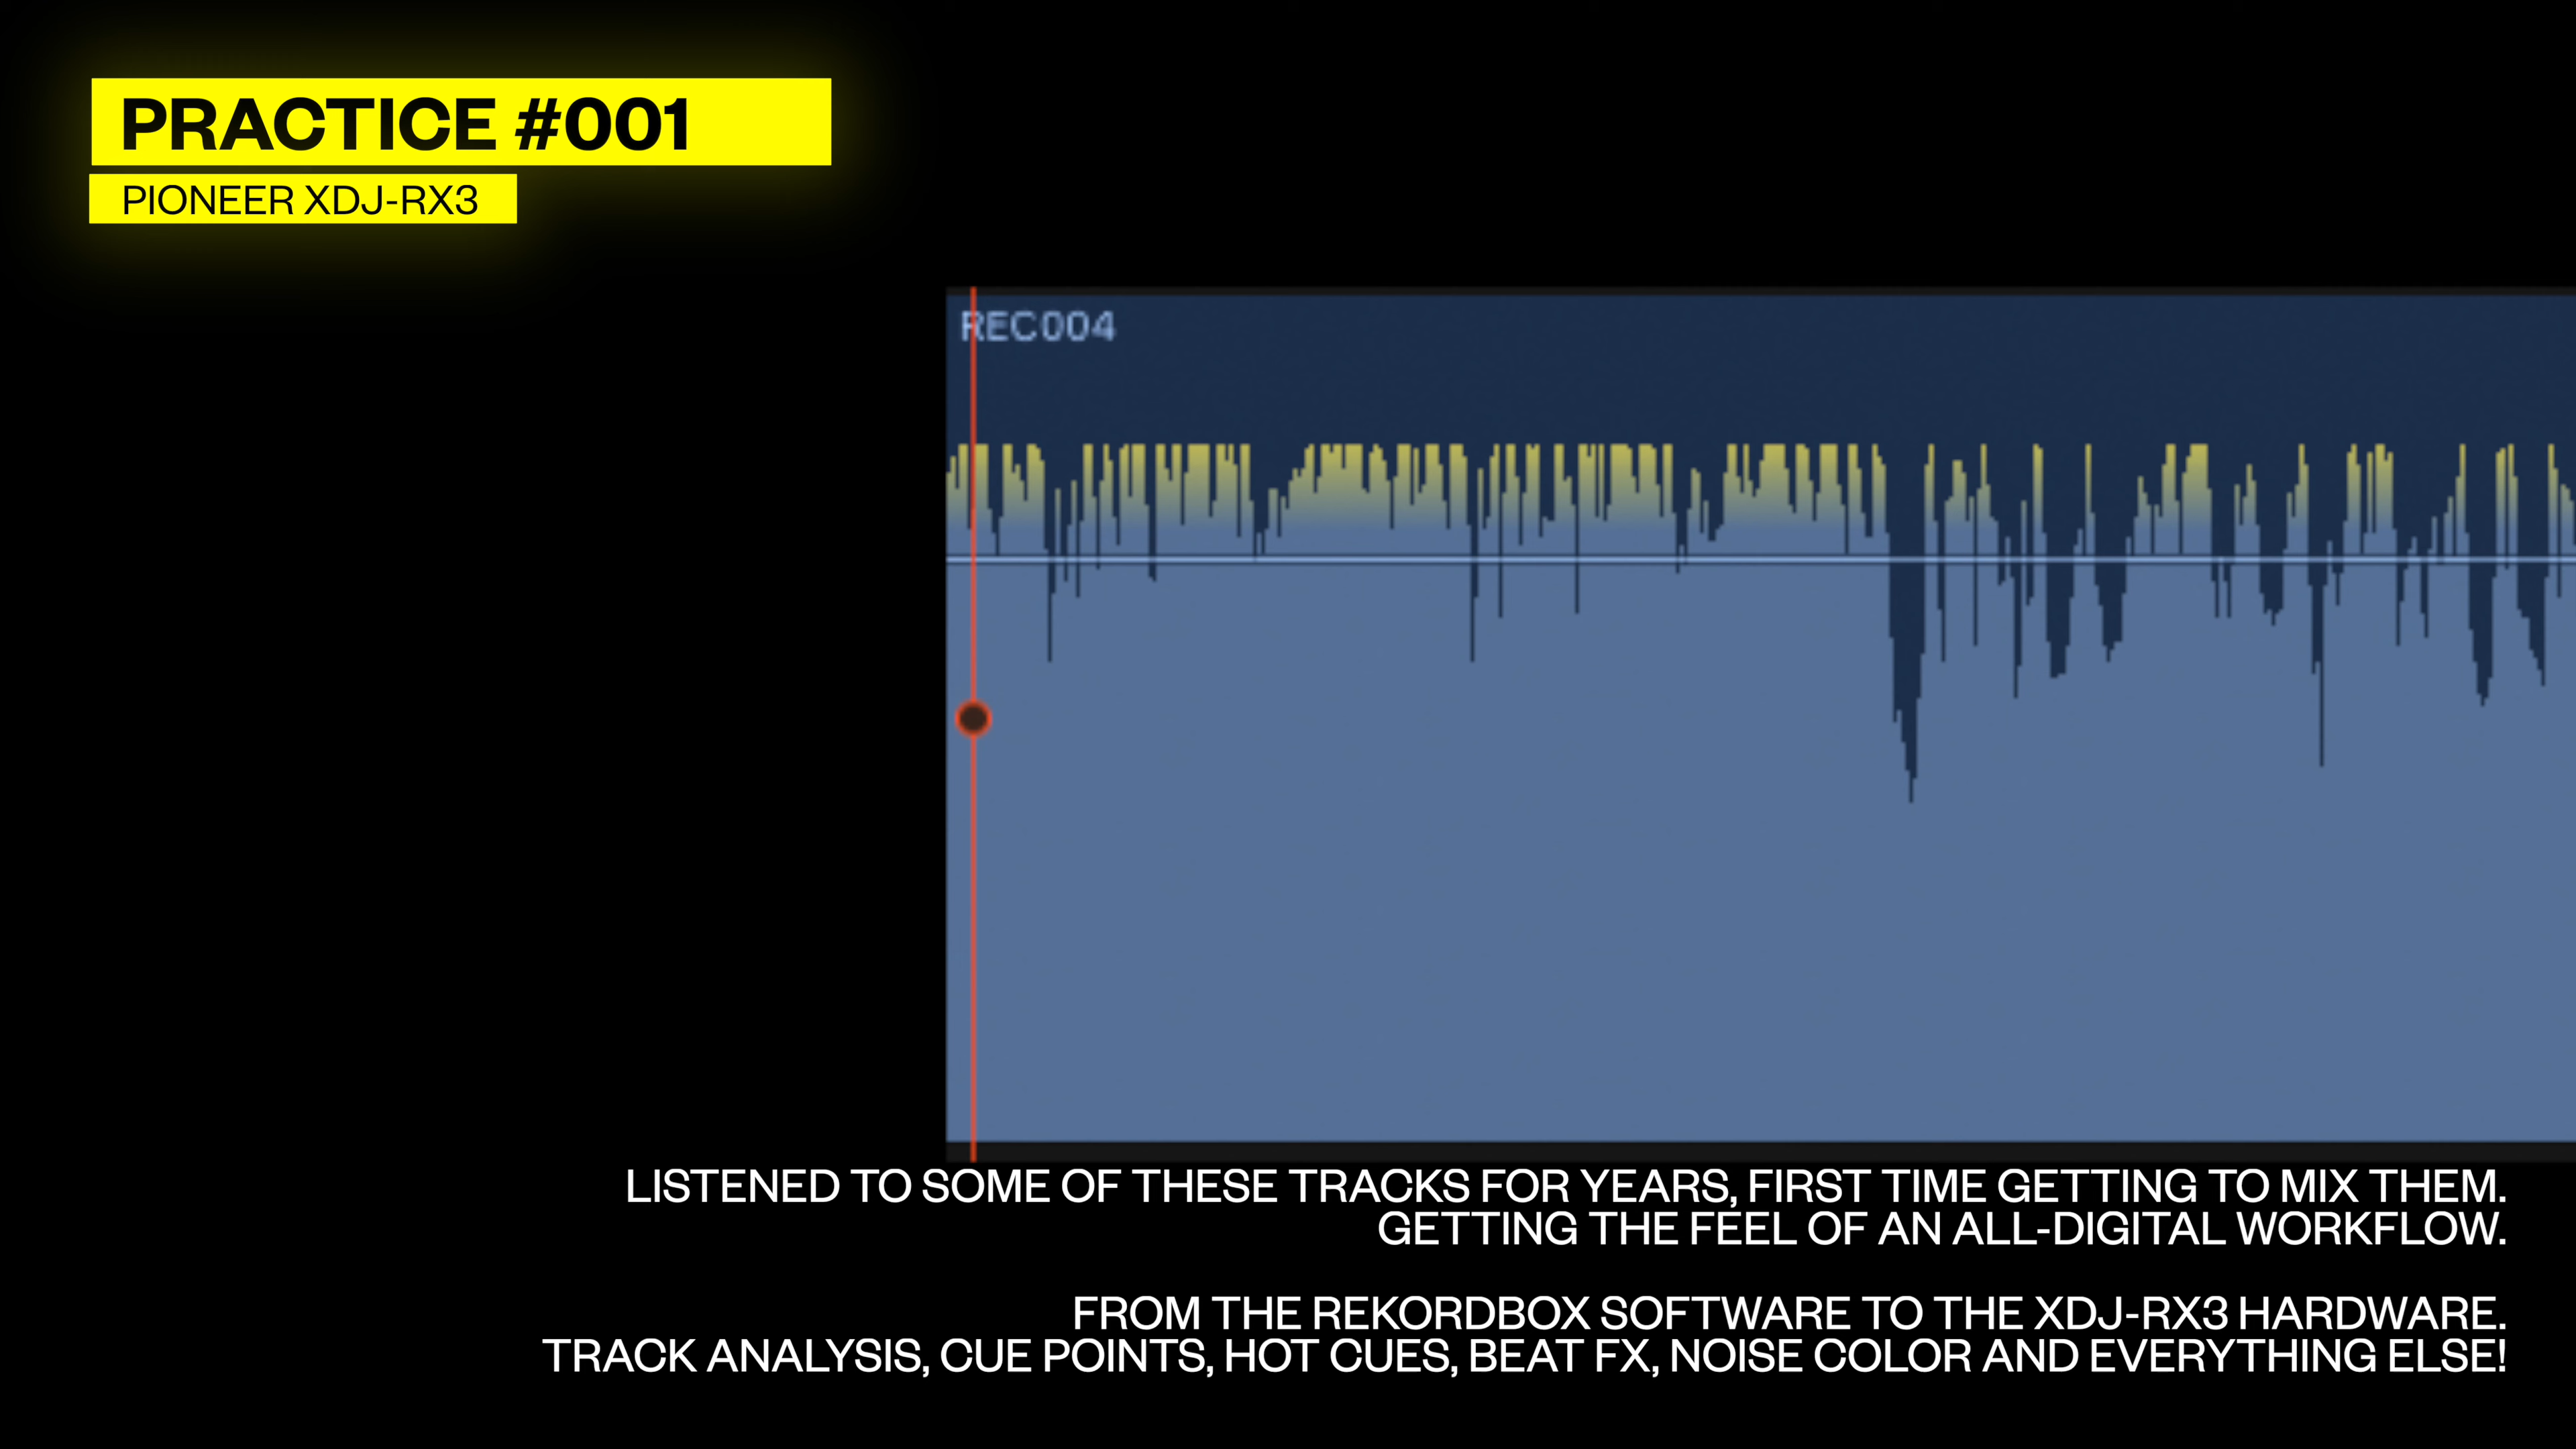 PRACTICE #001
PIONEER XDJ-RX3
REC004
LISTENED TO SOME OF THESE TRACKS FOR YEARS, FIRST TIME GETTING TO MIX THEM.
GETTING THE FEEL OF AN ALL-DIGITAL WORKFLOW.
FROM THE REKORDBOX SOFTWARE TO THE XDJ-RX3 HARDWARE.
TRACK ANALYSIS, CUE POINTS, HOT CUES, BEAT FX, NOISE COLOR AND EVERYTHING ELSE!